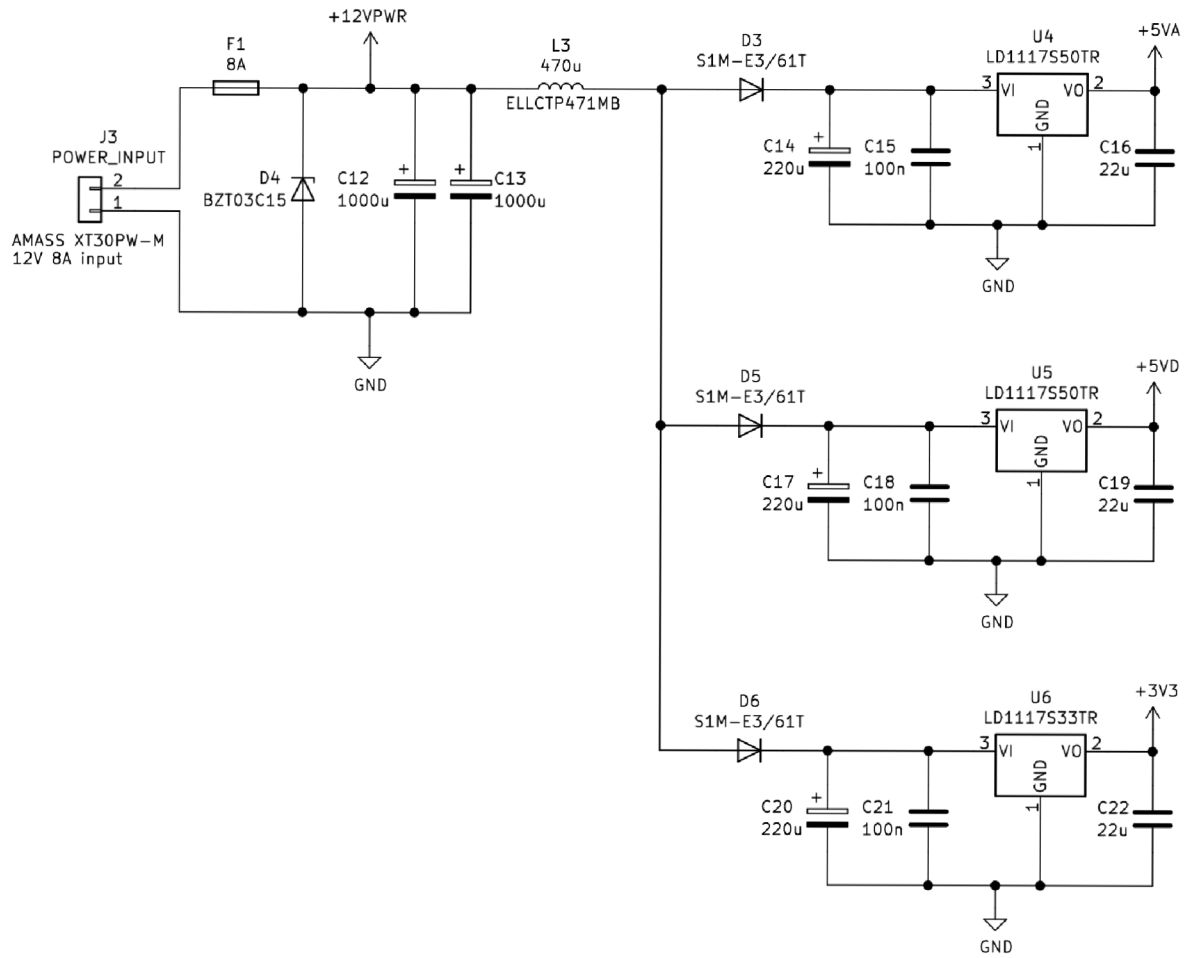 +12VPWR
F1
8A
L3
470u
ELLCTP471MB
J3
POWER_INPUT
2
1
AMASS XT30PW-M
12V 8A input
D4
BZT03C15
C12
1000u
+
C13
1000u
+
GND
D3
S1M-E3/61T
C14
220u
+
C15
100n
U4
LD1117S50TR
3
VI
VO
2
GND
1
+5VA
C16
22u
GND
D5
S1M-E3/61T
C17
220u
+
C18
100n
U5
LD1117S50TR
3
VI
VO
2
GND
1
+5VD
C19
22u
GND
D6
S1M-E3/61T
C20
220u
+
C21
100n
U6
LD1117S33TR
3
VI
VO
2
GND
1
+3V3
C22
22u
GND